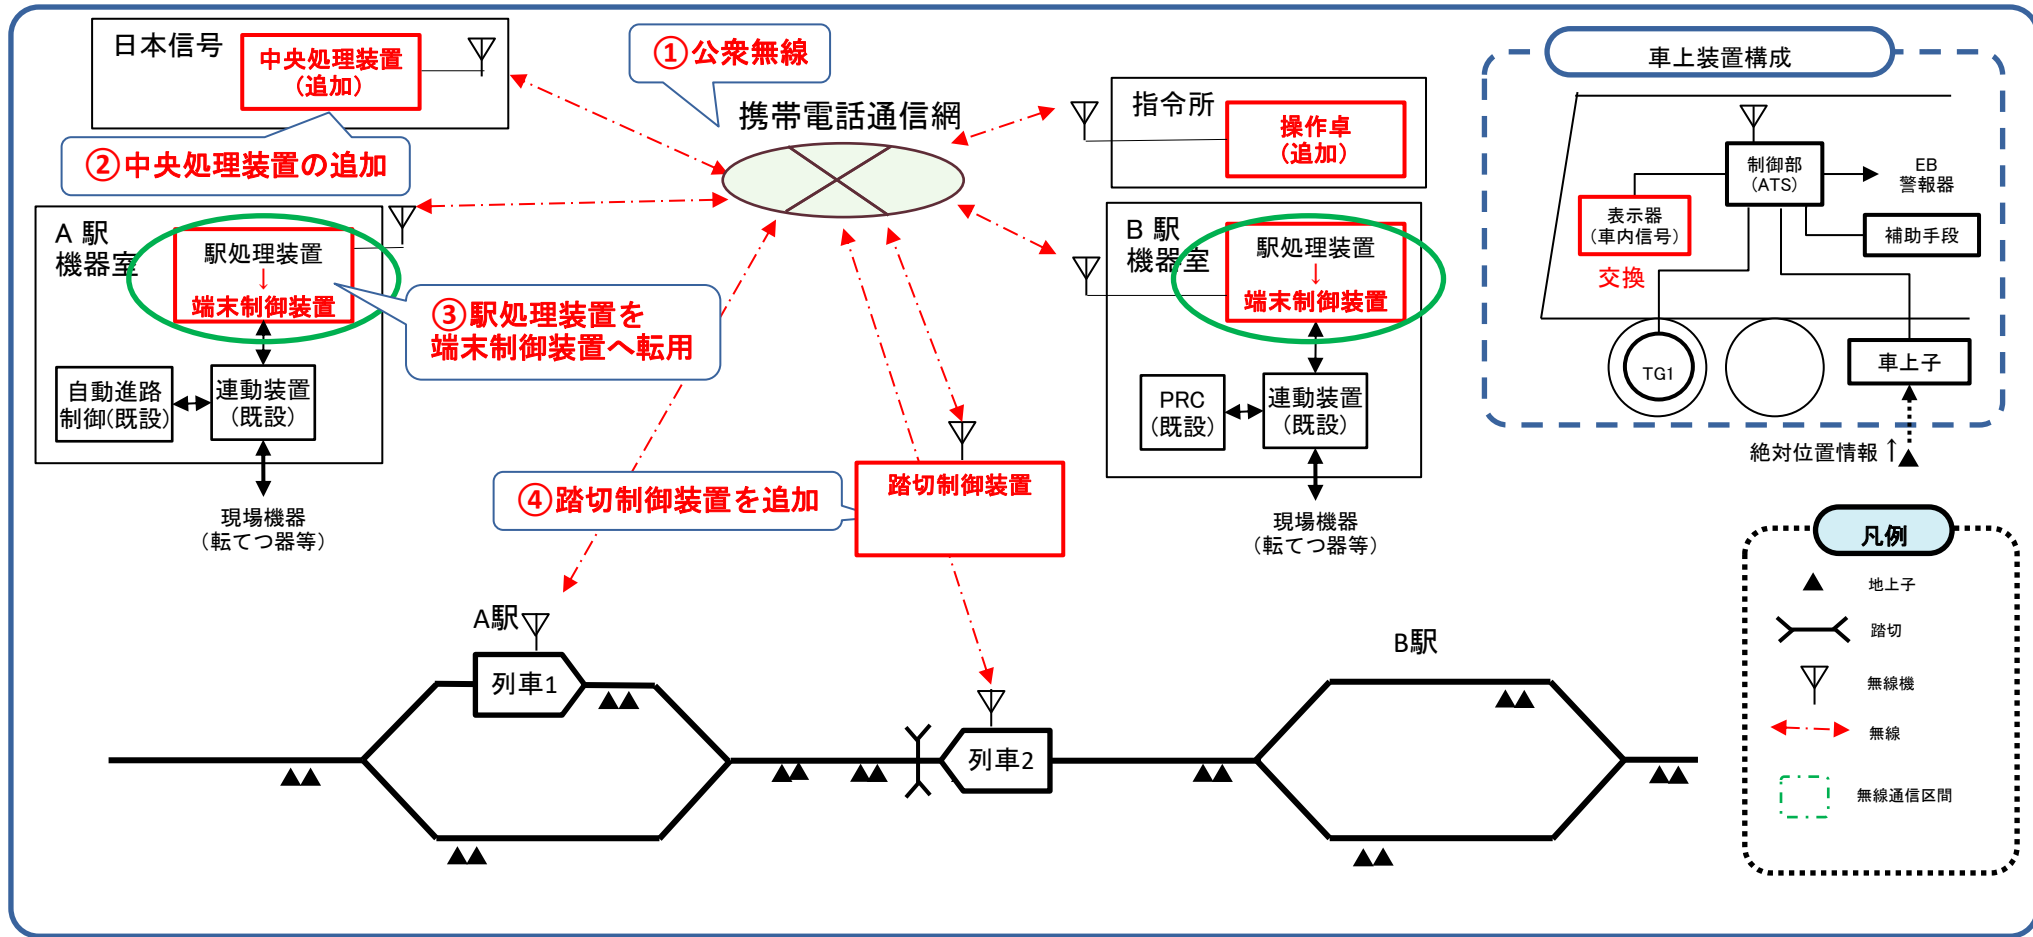 日本信号
中央処理装置
(追加)
①公衆無線
携帯電話通信網
②中央処理装置の追加
指令所
操作卓
(追加)
A 駅
機器室
駅処理装置
↓
端末制御装置
③駅処理装置を
端末制御装置へ転用
自動進路
制御(既設)
連動装置
(既設)
現場機器
(転てつ器等)
B 駅
機器室
駅処理装置
↓
端末制御装置
PRC
(既設)
連動装置
(既設)
現場機器
(転てつ器等)
④踏切制御装置を追加
踏切制御装置
車上装置構成
制御部
(ATS)
EB
警報器
表示器
(車内信号)
交換
補助手段
TG1
車上子
絶対位置情報 ↑
凡例
地上子
踏切
無線機
無線
無線通信区間
A駅
列車1
列車2
B駅